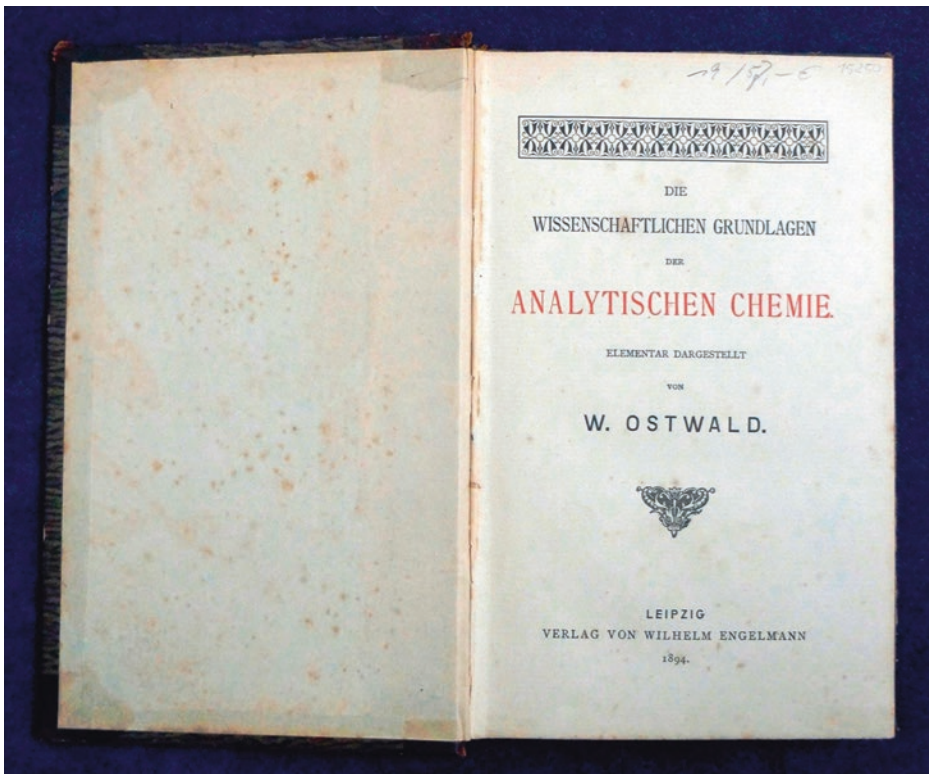 DIE
WISSENSCHAFTLICHEN GRUNDLAGEN
DER
ANALYTISCHEN CHEMIE.
ELEMENTAR DARGESTELLT
VON
W. OSTWALD.
LEIPZIG
VERLAG VON WILHELM ENGELMANN
1894.